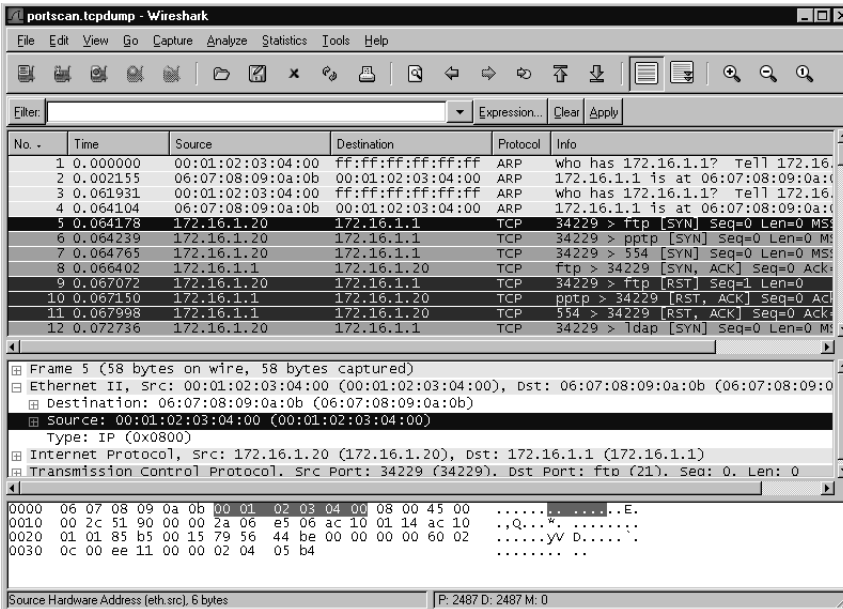 portscan.tcpdump - Wireshark
File Edit View Go Capture Analyze Statistics Tools Help
Filter: Expression... Clear Apply
No. - Time Source Destination Protocol Info
1 0.000000 00:01:02:03:04:00 ff:ff:ff:ff:ff:ff ARP who has 172.16.1.1? Tell 172.16.
2 0.002155 06:07:08:09:0a:0b 00:01:02:03:04:00 ARP 172.16.1.1 is at 06:07:08:09:0a:(
3 0.061931 00:01:02:03:04:00 ff:ff:ff:ff:ff:ff ARP who has 172.16.1.1? Tell 172.16.
4 0.064104 06:07:08:09:0a:0b 00:01:02:03:04:00 ARP 172.16.1.1 is at 06:07:08:09:0a:(
5 0.064178 172.16.1.20 172.16.1.1 TCP 34229 > ftp [SYN] Seq=0 Len=0 MSS
6 0.064239 172.16.1.20 172.16.1.1 TCP 34229 > pptp [SYN] Seq=0 Len=0 MS
7 0.064765 172.16.1.20 172.16.1.1 TCP 34229 > 554 [SYN] Seq=0 Len=0 MSS
8 0.066402 172.16.1.1 172.16.1.20 TCP ftp > 34229 [SYN, ACK] Seq=0 Ack=
9 0.067072 172.16.1.20 172.16.1.1 TCP 34229 > ftp [RST] Seq=1 Len=0
10 0.067150 172.16.1.1 172.16.1.20 TCP pptp > 34229 [RST, ACK] Seq=0 Ack
11 0.067998 172.16.1.1 172.16.1.20 TCP 554 > 34229 [RST, ACK] Seq=0 Ack=
12 0.072736 172.16.1.20 172.16.1.1 TCP 34229 > ldap [SYN] Seq=0 Len=0 MS
Frame 5 (58 bytes on wire, 58 bytes captured)
Ethernet II, Src: 00:01:02:03:04:00 (00:01:02:03:04:00), Dst: 06:07:08:09:0a:0b (06:07:08:09:0
Destination: 06:07:08:09:0a:0b (06:07:08:09:0a:0b)
Source: 00:01:02:03:04:00 (00:01:02:03:04:00)
Type: IP (0x0800)
Internet Protocol, Src: 172.16.1.20 (172.16.1.20), Dst: 172.16.1.1 (172.16.1.1)
Transmission Control Protocol, Src Port: 34229 (34229), Dst Port: ftp (21), Seq: 0, Len: 0
0000 06 07 08 09 0a 0b 00 01 02 03 04 00 08 00 45 00 ........ ......E.
0010 00 2c 51 90 00 00 2a 06 e5 06 ac 10 01 14 ac 10 .,Q...*. ........
0020 01 01 85 b5 00 15 79 56 44 be 00 00 00 00 60 02 ......yV D.....`.
0030 0c 00 ee 11 00 00 02 04 05 b4 ........ ..
Source Hardware Address (eth.src), 6 bytes P: 2487 D: 2487 M: 0